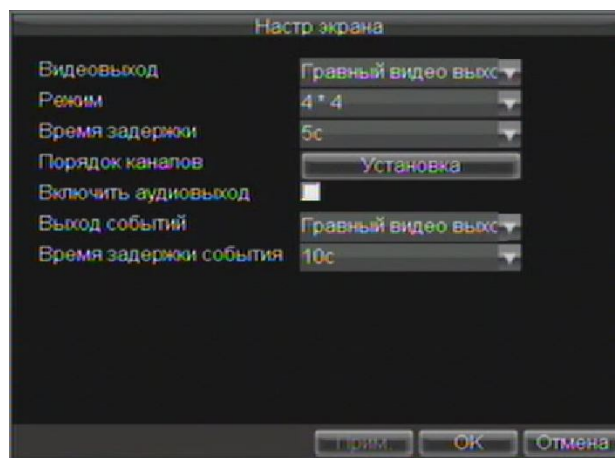 Настр экрана
Видеовыход Гравный видео выхс
Режим 4 * 4
Время задержки 5с
Порядок каналов Установка
Включить аудиовыход
Выход событий Гравный видео выхс
Время задержки события 10с
Прим. OK Отмена